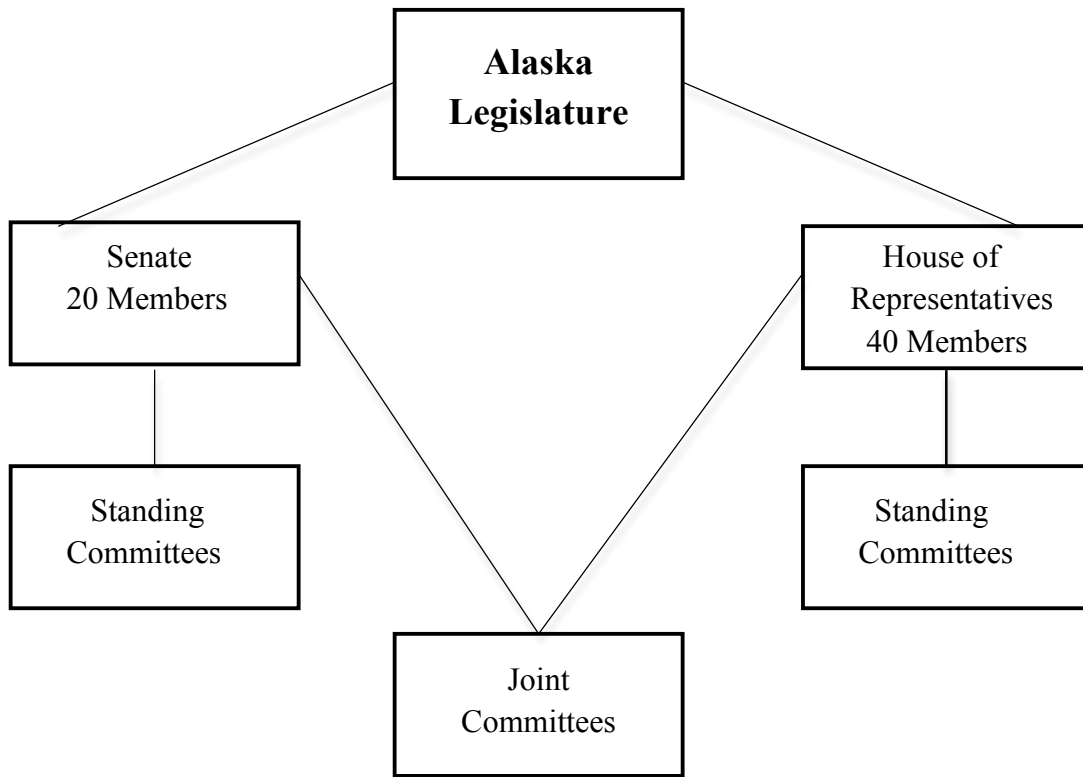 Alaska
Legislature
Senate
20 Members
House of
Representatives
40 Members
Standing
Committees
Standing
Committees
Joint
Committees